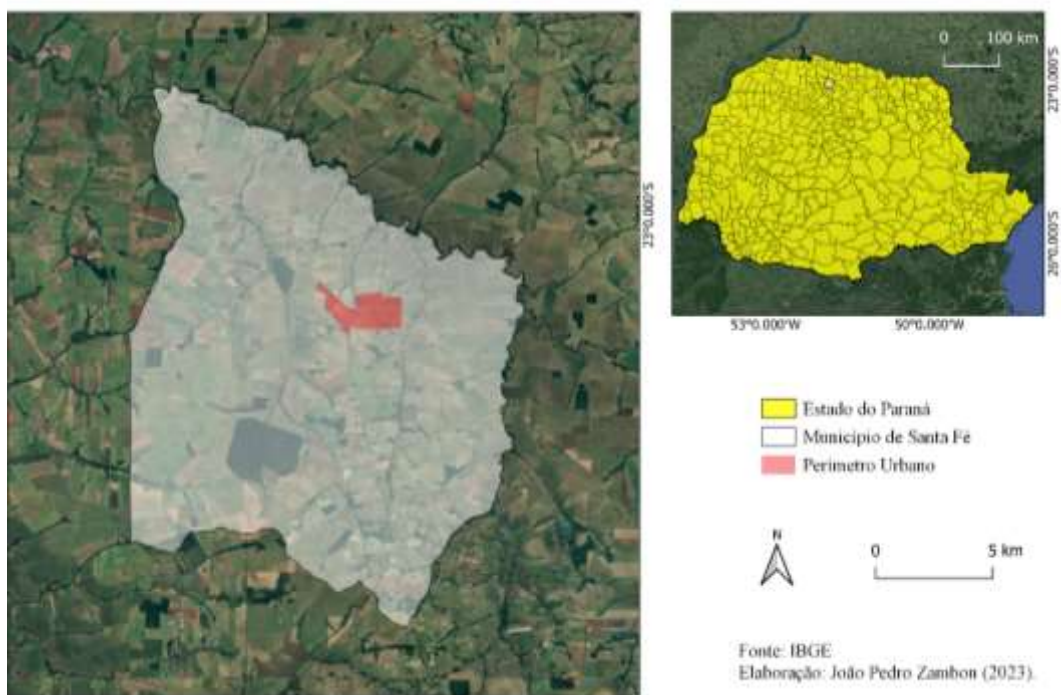 0 100 km
23°0.000'S
23°0.000'S
26°0.000'S
53°0.000'W 50°0.000'W
Estado do Paraná
Município de Santa Fé
Perímetro Urbano
N
0 5 km
Fonte: IBGE
Elaboração: João Pedro Zambon (2023).